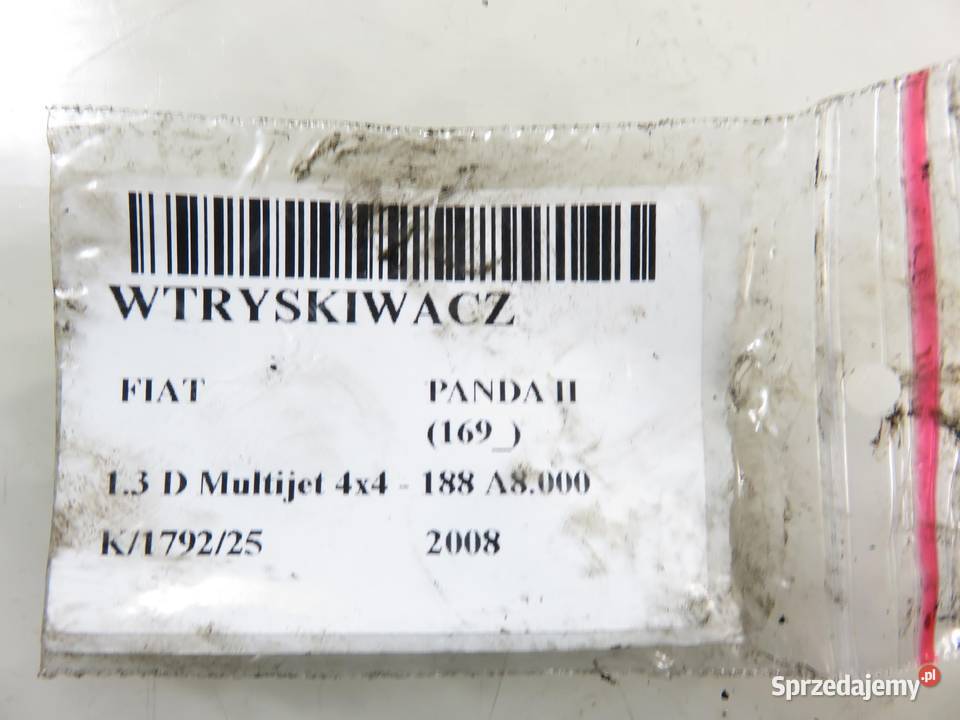 WTRYSKIWACZ
FIAT PANDA II
(169_)
1.3 D Multijet 4x4 - 188 A8.000
K/1792/25 2008
Sprzedajemy.pl